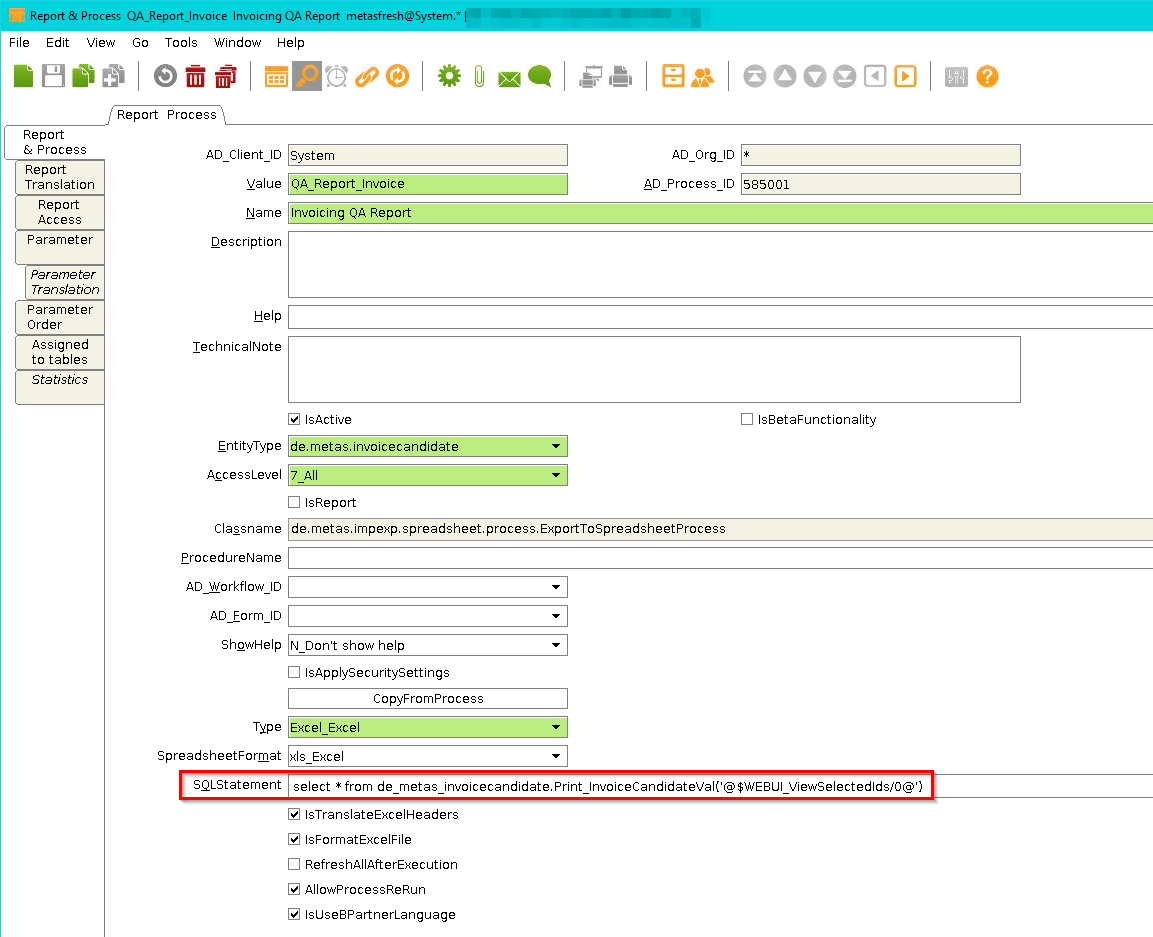 Report & Process QA_Report_Invoice Invoicing QA Report metasfresh@System.* |
File Edit View Go Tools Window Help
Report Process
Report
& Process
Report
Translation
Report
Access
Parameter
Parameter
Translation
Parameter
Order
Assigned
to tables
Statistics
AD_Client_ID System AD_Org_ID *
Value QA_Report_Invoice AD_Process_ID 585001
Name Invoicing QA Report
Description
Help
TechnicalNote
IsActive IsBetaFunctionality
EntityType de.metas.invoicecandidate
AccessLevel 7_All
IsReport
Classname de.metas.impexp.spreadsheet.process.ExportToSpreadsheetProcess
ProcedureName
AD_Workflow_ID
AD_Form_ID
ShowHelp N_Don't show help
IsApplySecuritySettings
CopyFromProcess
Type Excel_Excel
SpreadsheetFormat xls_Excel
SQLStatement select * from de_metas_invoicecandidate.Print_InvoiceCandidateVal('@$WEBUI_ViewSelectedIds/0@')
IsTranslateExcelHeaders
IsFormatExcelFile
RefreshAllAfterExecution
AllowProcessReRun
IsUseBPartnerLanguage